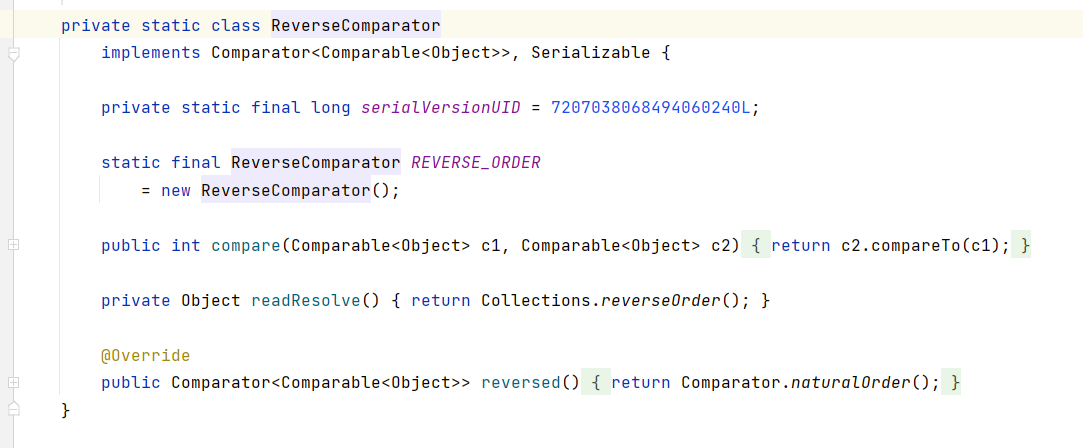 private static class ReverseComparator
implements Comparator<Comparable<Object>>, Serializable {
private static final long serialVersionUID = 7207038068494060240L;
static final ReverseComparator REVERSE_ORDER
= new ReverseComparator();
public int compare(Comparable<Object> c1, Comparable<Object> c2) { return c2.compareTo(c1); }
private Object readResolve() { return Collections.reverseOrder(); }
@Override
public Comparator<Comparable<Object>> reversed() { return Comparator.naturalOrder(); }
}